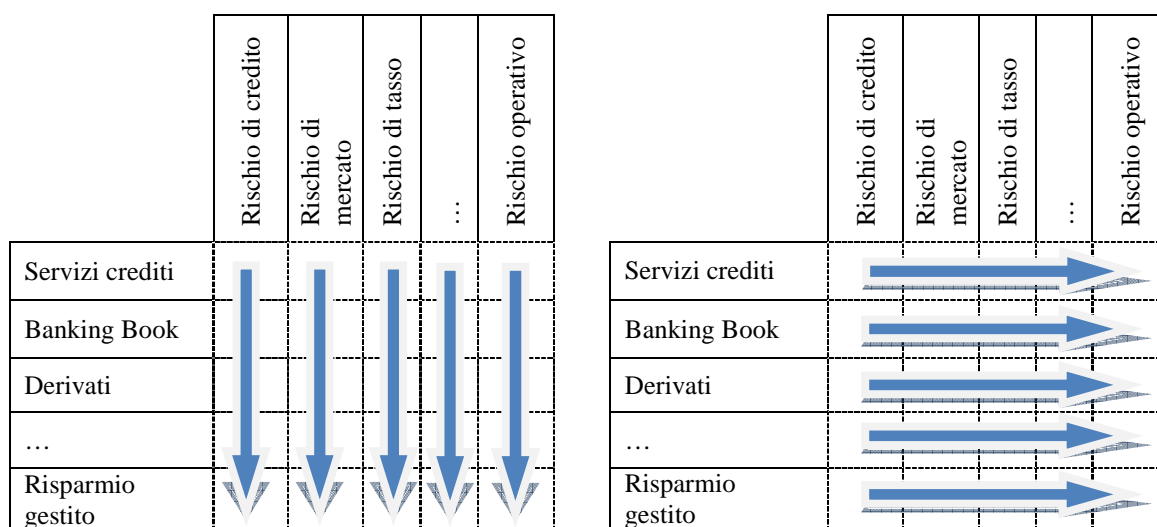 Rischio di credito
Rischio di
mercato
Rischio di tasso
…
Rischio operativo
Servizi crediti
Banking Book
Derivati
…
Risparmio
gestito
Rischio di credito
Rischio di
mercato
Rischio di tasso
…
Rischio operativo
Servizi crediti
Banking Book
Derivati
…
Risparmio
gestito